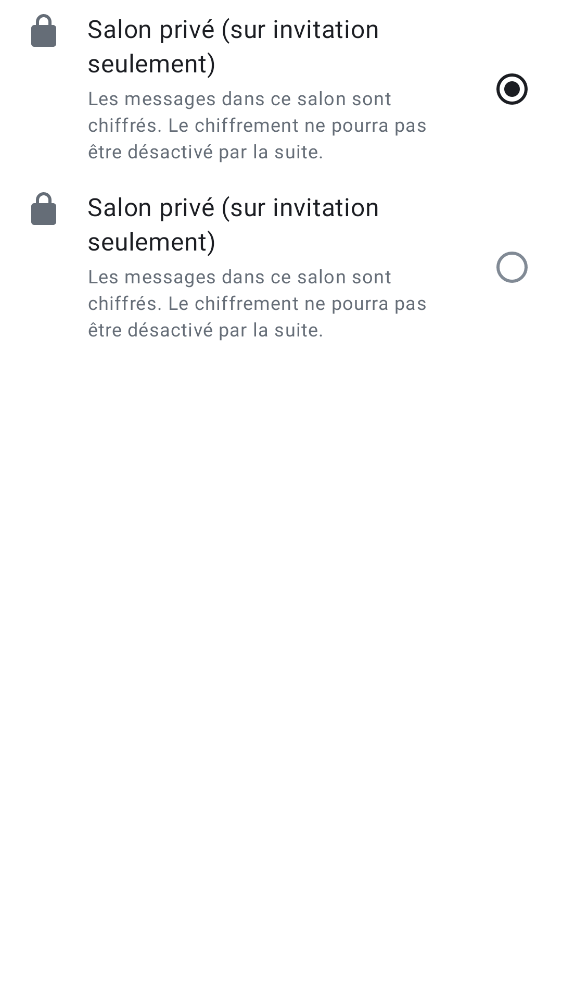 Salon privé (sur invitation
seulement)
Les messages dans ce salon sont
chiffrés. Le chiffrement ne pourra pas
être désactivé par la suite.
Salon privé (sur invitation
seulement)
Les messages dans ce salon sont
chiffrés. Le chiffrement ne pourra pas
être désactivé par la suite.